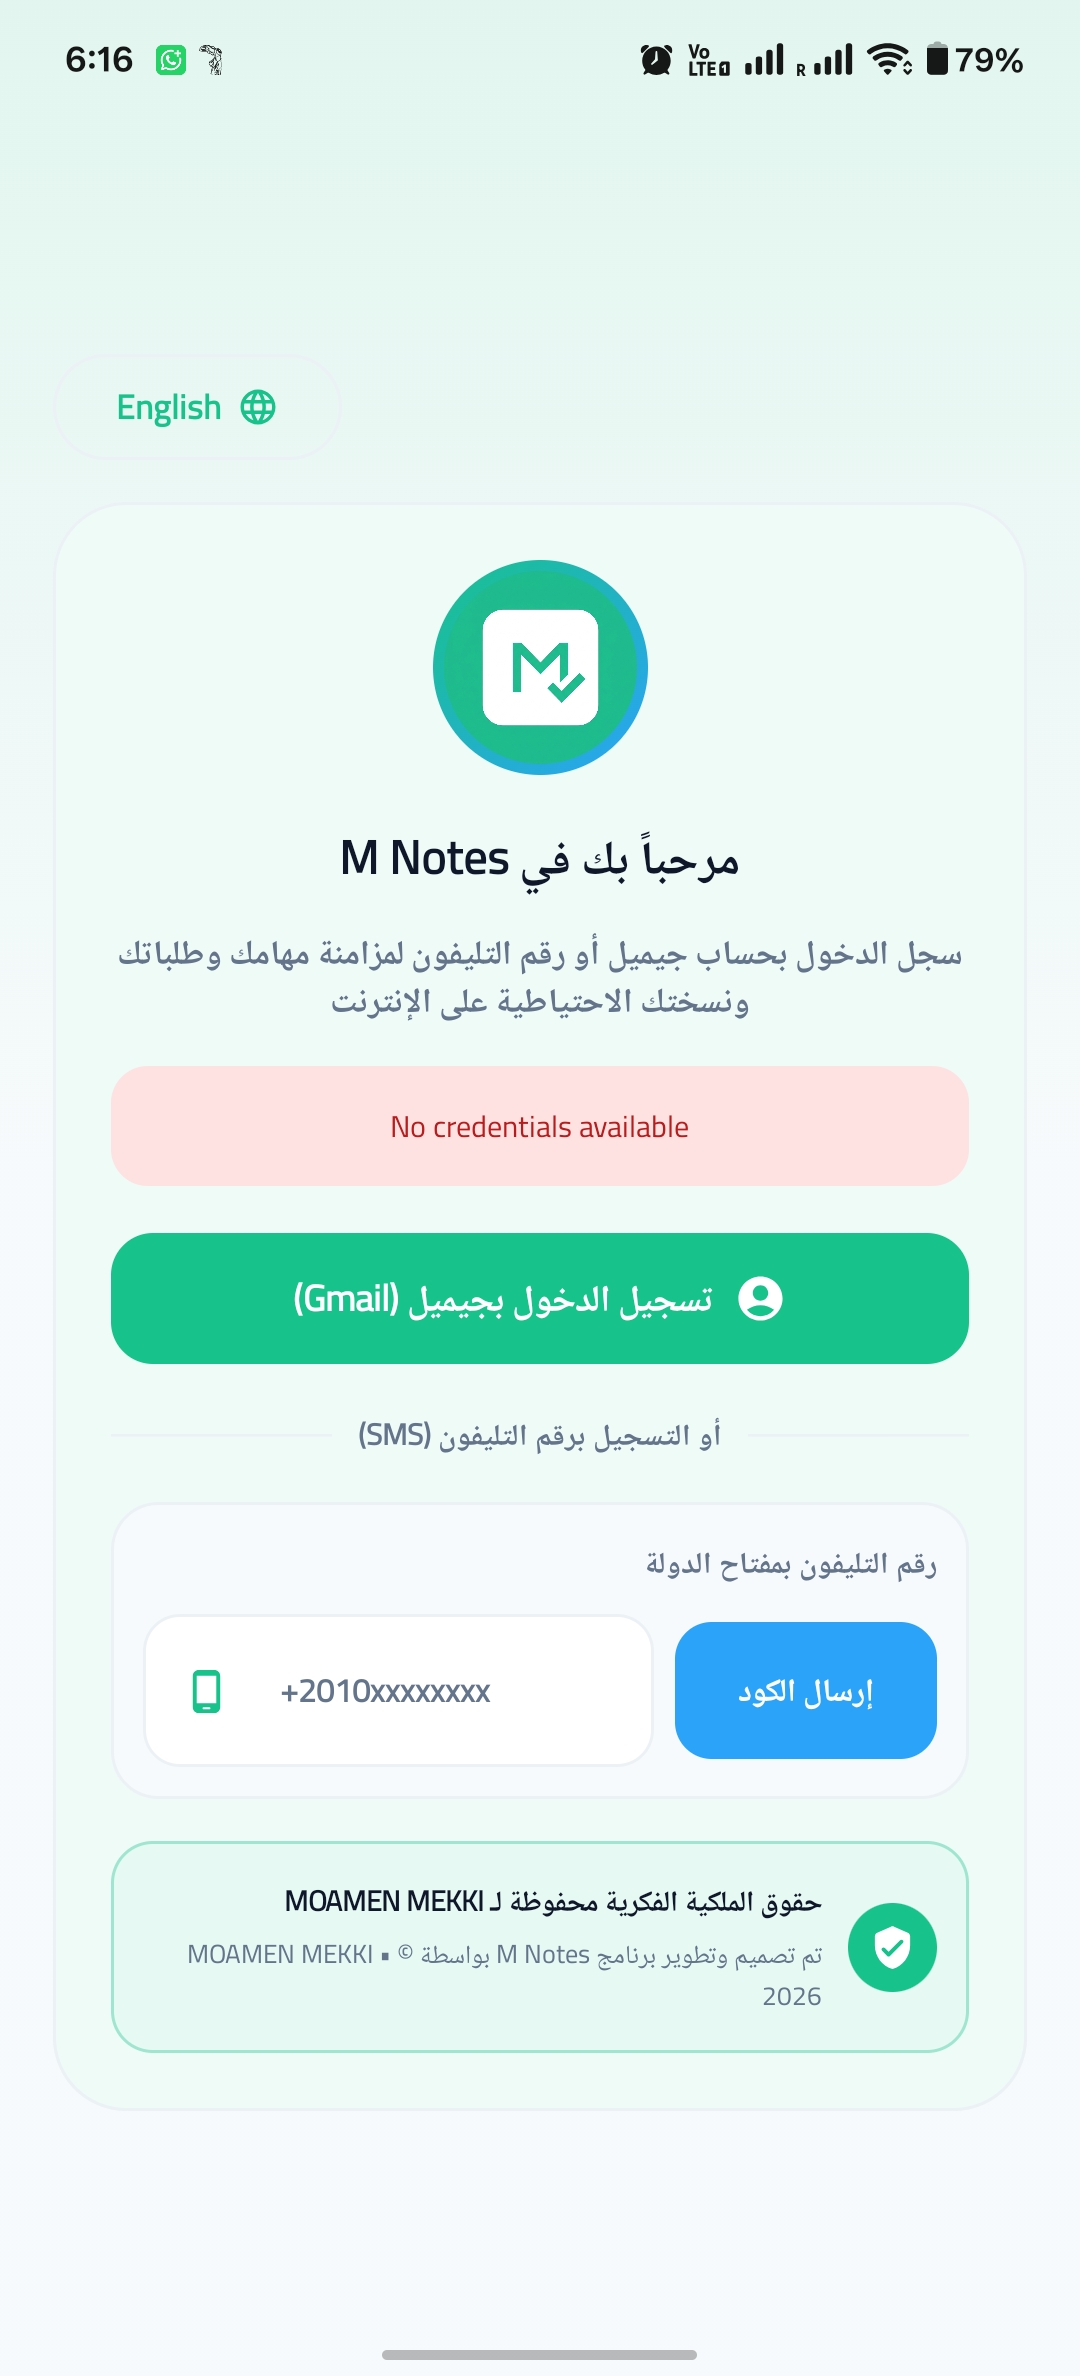 6:16
Vo LTE 1 R 79%
English
M
مرحباً بك في M Notes
سجل الدخول بحساب جيميل أو رقم التليفون لمزامنة مهامك وطلباتك
ونسختك الاحتياطية على الإنترنت
No credentials available
تسجيل الدخول بجيميل (Gmail)
أو التسجيل برقم التليفون (SMS)
رقم التليفون بمفتاح الدولة
إرسال الكود
+2010xxxxxxxx
حقوق الملكية الفكرية محفوظة لـ MOAMEN MEKKI
تم تصميم وتطوير برنامج M Notes بواسطة MOAMEN MEKKI ▪ ©
2026